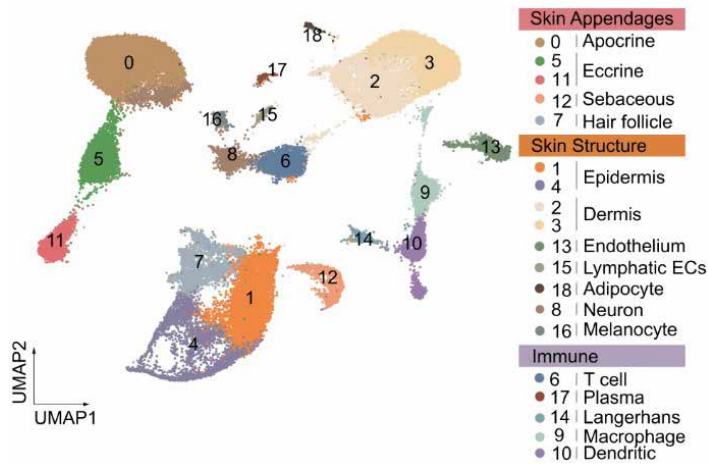 18
0
3
17
2
16
15
13
5
8
6
9
11
14
10
7
12
1
4
UMAP2
UMAP1
Skin Appendages
0 Apocrine
5
11 Eccrine
12 Sebaceous
7 Hair follicle
Skin Structure
1
4 Epidermis
2
3 Dermis
13 Endothelium
15 Lymphatic ECs
18 Adipocyte
8 Neuron
16 Melanocyte
Immune
6 T cell
17 Plasma
14 Langerhans
9 Macrophage
10 Dendritic